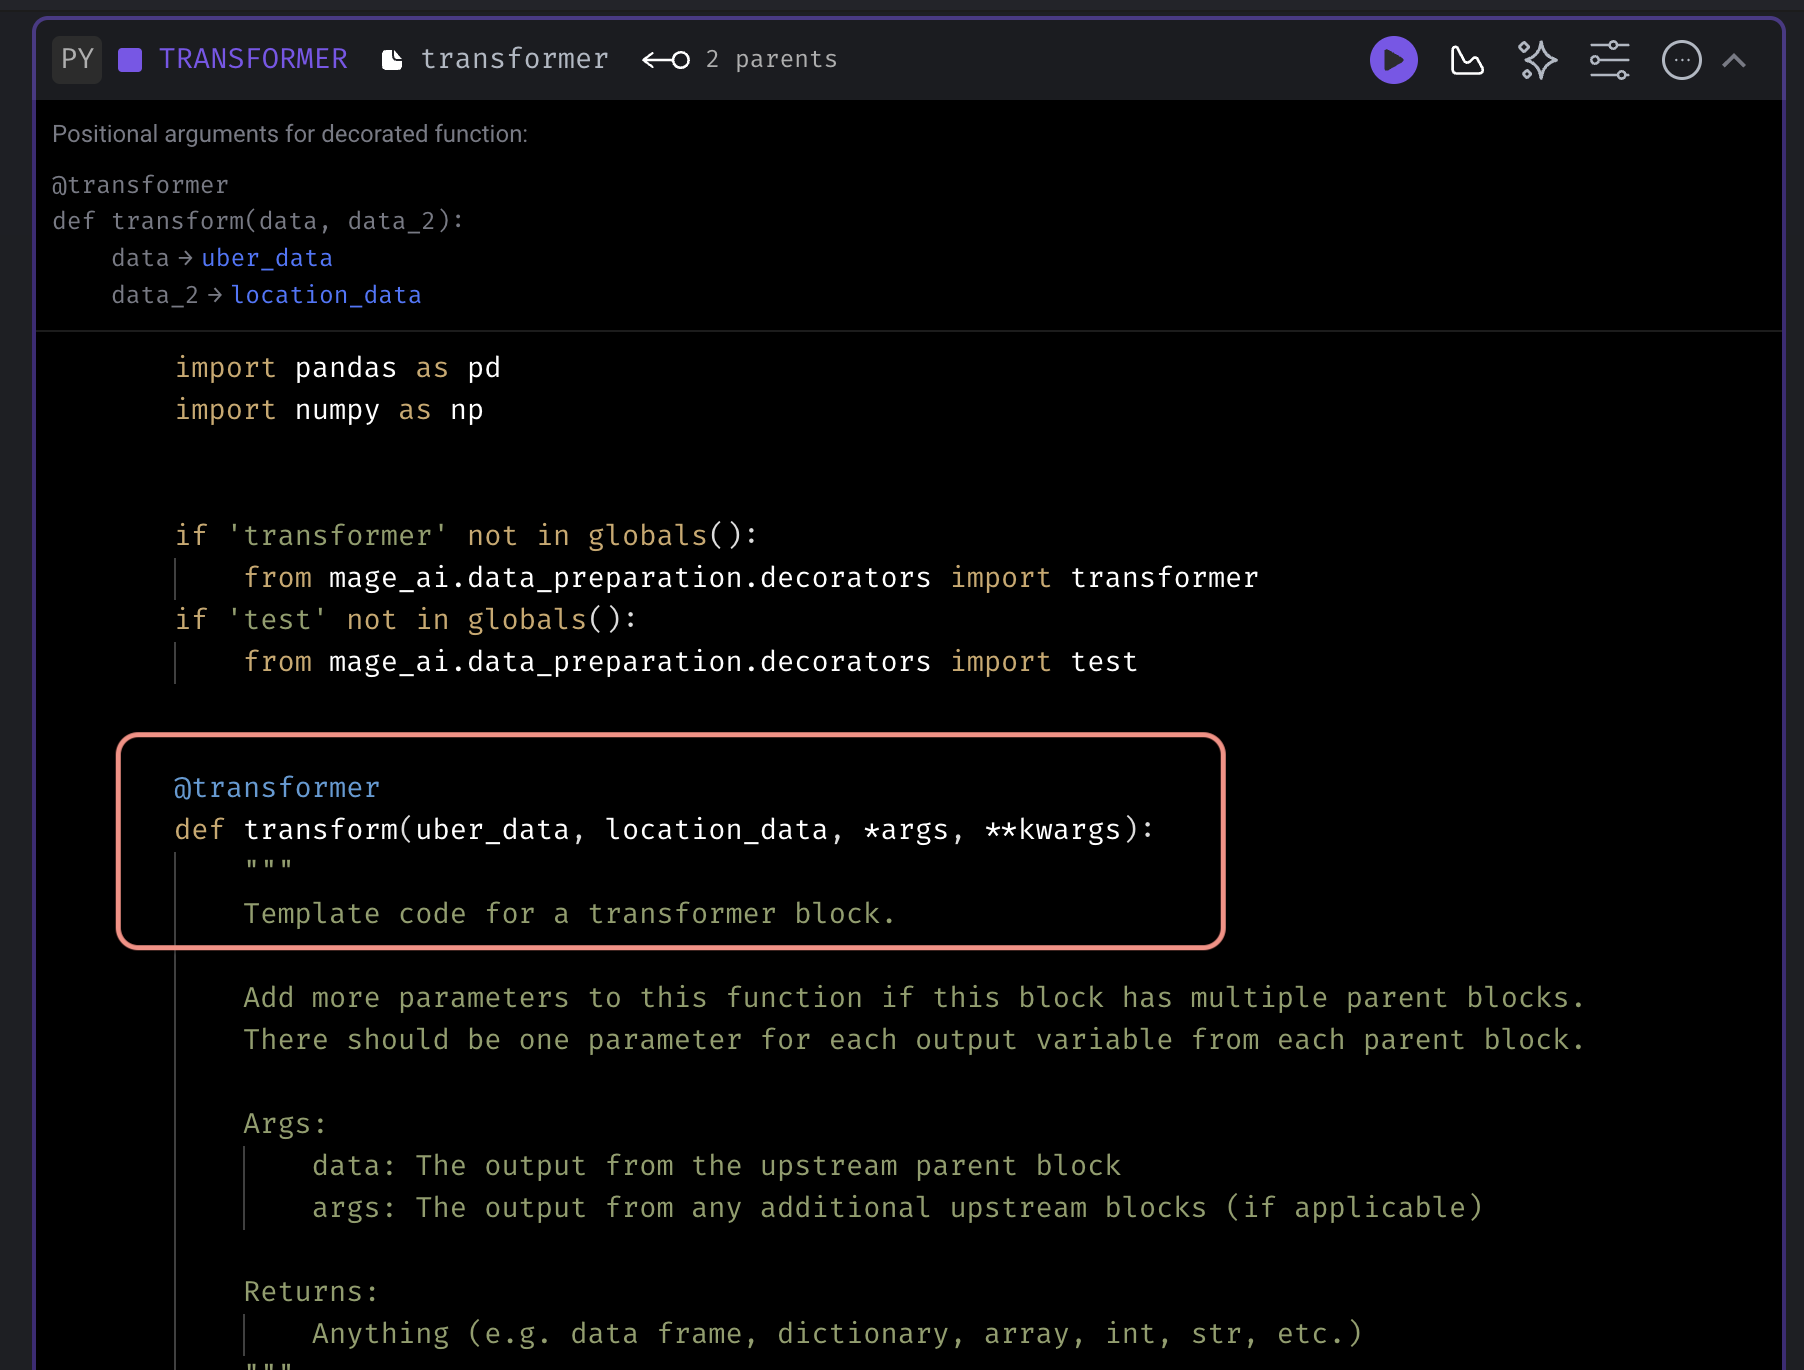 PY TRANSFORMER transformer 2 parents
Positional arguments for decorated function:
@transformer
def transform(data, data_2):
data → uber_data
data_2 → location_data
import pandas as pd
import numpy as np
if 'transformer' not in globals():
from mage_ai.data_preparation.decorators import transformer
if 'test' not in globals():
from mage_ai.data_preparation.decorators import test
@transformer
def transform(uber_data, location_data, *args, **kwargs):
"""
Template code for a transformer block.
Add more parameters to this function if this block has multiple parent blocks.
There should be one parameter for each output variable from each parent block.
Args:
data: The output from the upstream parent block
args: The output from any additional upstream blocks (if applicable)
Returns:
Anything (e.g. data frame, dictionary, array, int, str, etc.)
"""